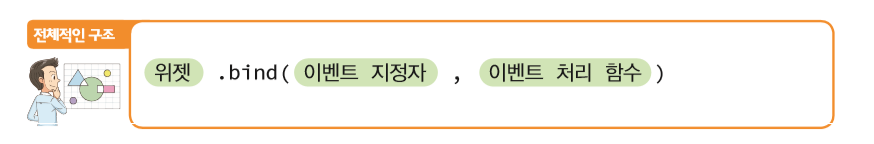 전체적인 구조
위젯 .bind( 이벤트 지정자 , 이벤트 처리 함수 )